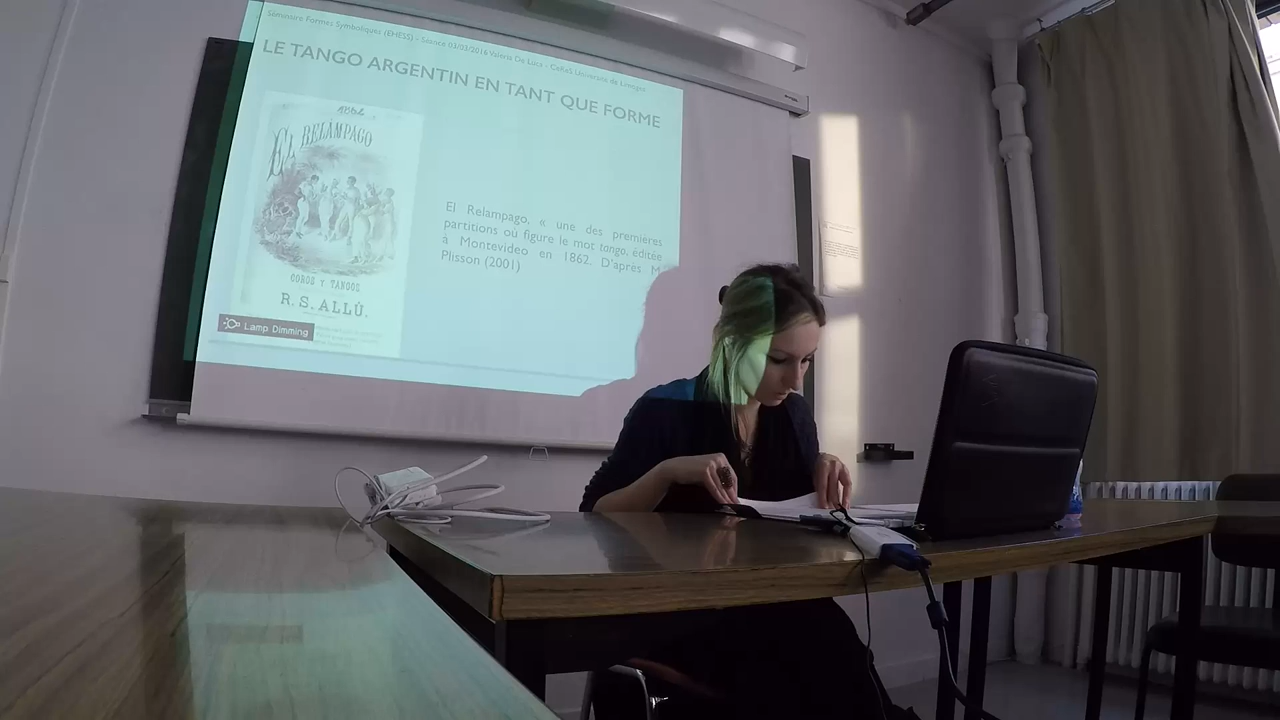 Séminaire Formes Symboliques (EHESS) - Séance 03/03/2016 Valeria De Luca - CeReS Université de Limoges
LE TANGO ARGENTIN EN TANT QUE FORME
EL RELÁMPAGO
COROS Y TANGOS
R. S. ALLÚ.
Lamp Dimming
El Relampago, « une des premières
partitions où figure le mot tango, éditée
à Montevideo en 1862. D'après M
Plisson (2001)